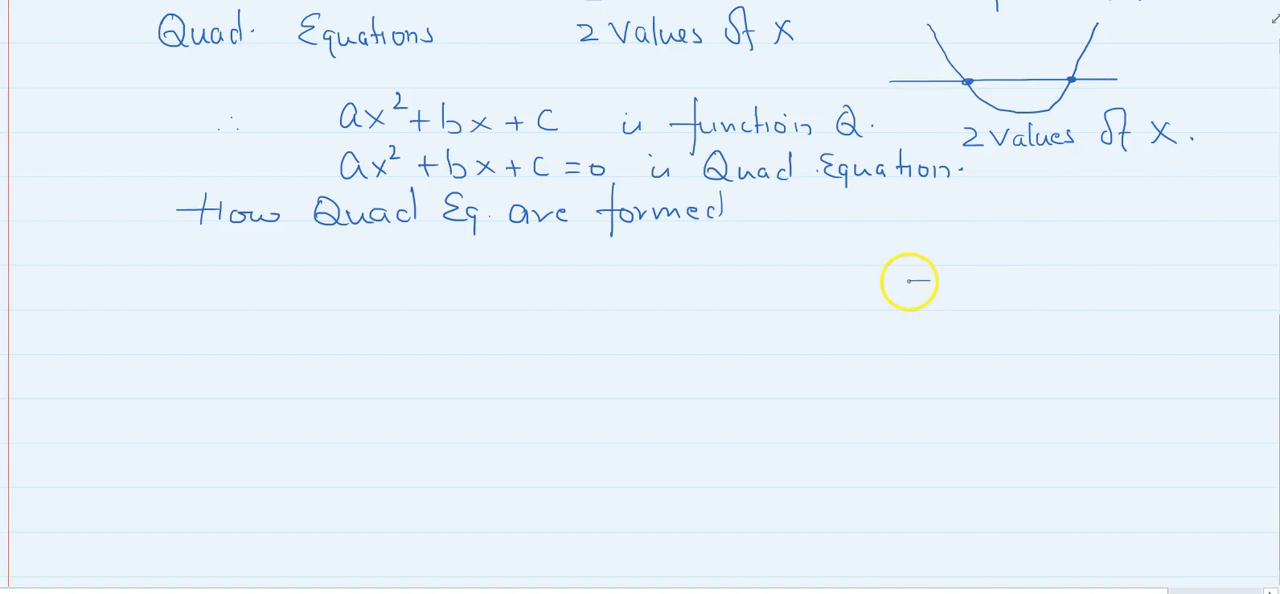 Quad. Equations 2 values of x
∴ ax²+bx+c is function Q.
2 values of x.
ax²+bx+c=0 is Quad Equation.
How Quad Eq. are formed